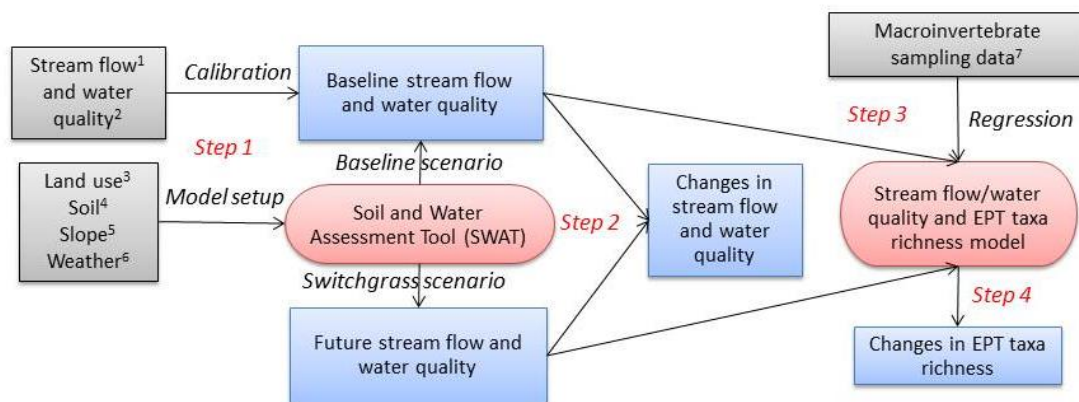 Stream flow¹
and water
quality²
Calibration
Baseline stream flow
and water quality
Macroinvertebrate
sampling data⁷
Step 1
Step 3
Regression
Baseline scenario
Land use³
Soil⁴
Slope⁵
Weather⁶
Model setup
Soil and Water
Assessment Tool (SWAT)
Step 2
Changes in
stream flow
and water
quality
Stream flow/water
quality and EPT taxa
richness model
Switchgrass scenario
Step 4
Future stream flow and
water quality
Changes in EPT taxa
richness